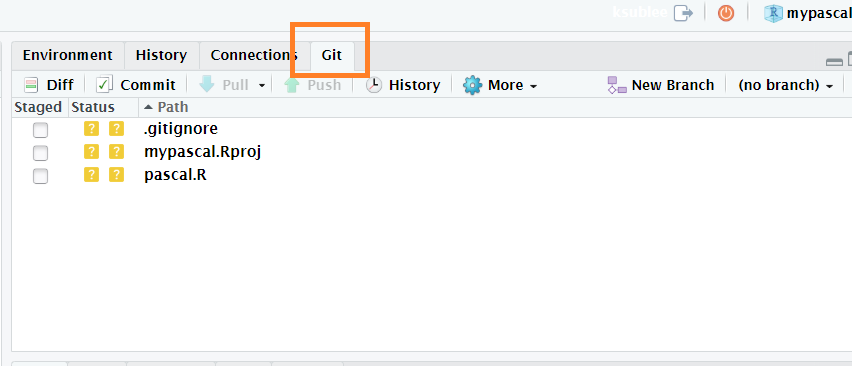 ksublee mypascal
Environment History Connections Git
Diff Commit Pull Push History More New Branch (no branch)
Staged Status Path
? ? .gitignore
? ? mypascal.Rproj
? ? pascal.R